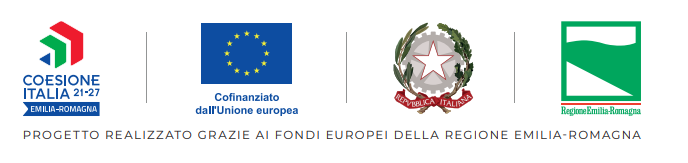 COESIONE
ITALIA 21-27
EMILIA-ROMAGNA
Cofinanziato
dall'Unione europea
REPVBBLICA ITALIANA
RegioneEmilia-Romagna
PROGETTO REALIZZATO GRAZIE AI FONDI EUROPEI DELLA REGIONE EMILIA-ROMAGNA